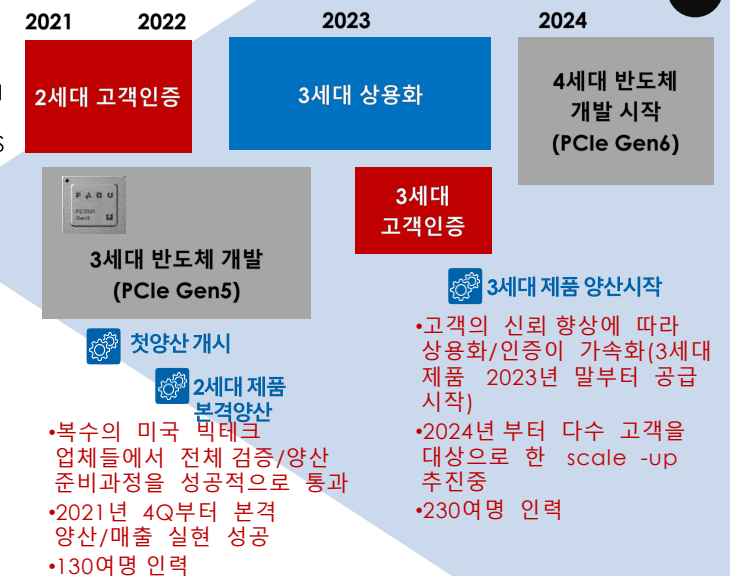 2021
2022
2023
2024
2세대 고객인증
3세대 상용화
4세대 반도체
개발 시작
(PCIe Gen6)
FADU
Gen5
3세대 반도체 개발
(PCIe Gen5)
3세대
고객인증
첫양산 개시
2세대 제품
본격양산
•복수의 미국 빅테크
업체들에서 전체 검증/양산
준비과정을 성공적으로 통과
•2021년 4Q부터 본격
양산/매출 실현 성공
•130여명 인력
3세대 제품 양산시작
•고객의 신뢰 향상에 따라
상용화/인증이 가속화(3세대
제품 2023년 말부터 공급
시작)
•2024년 부터 다수 고객을
대상으로 한 scale -up
추진중
•230여명 인력